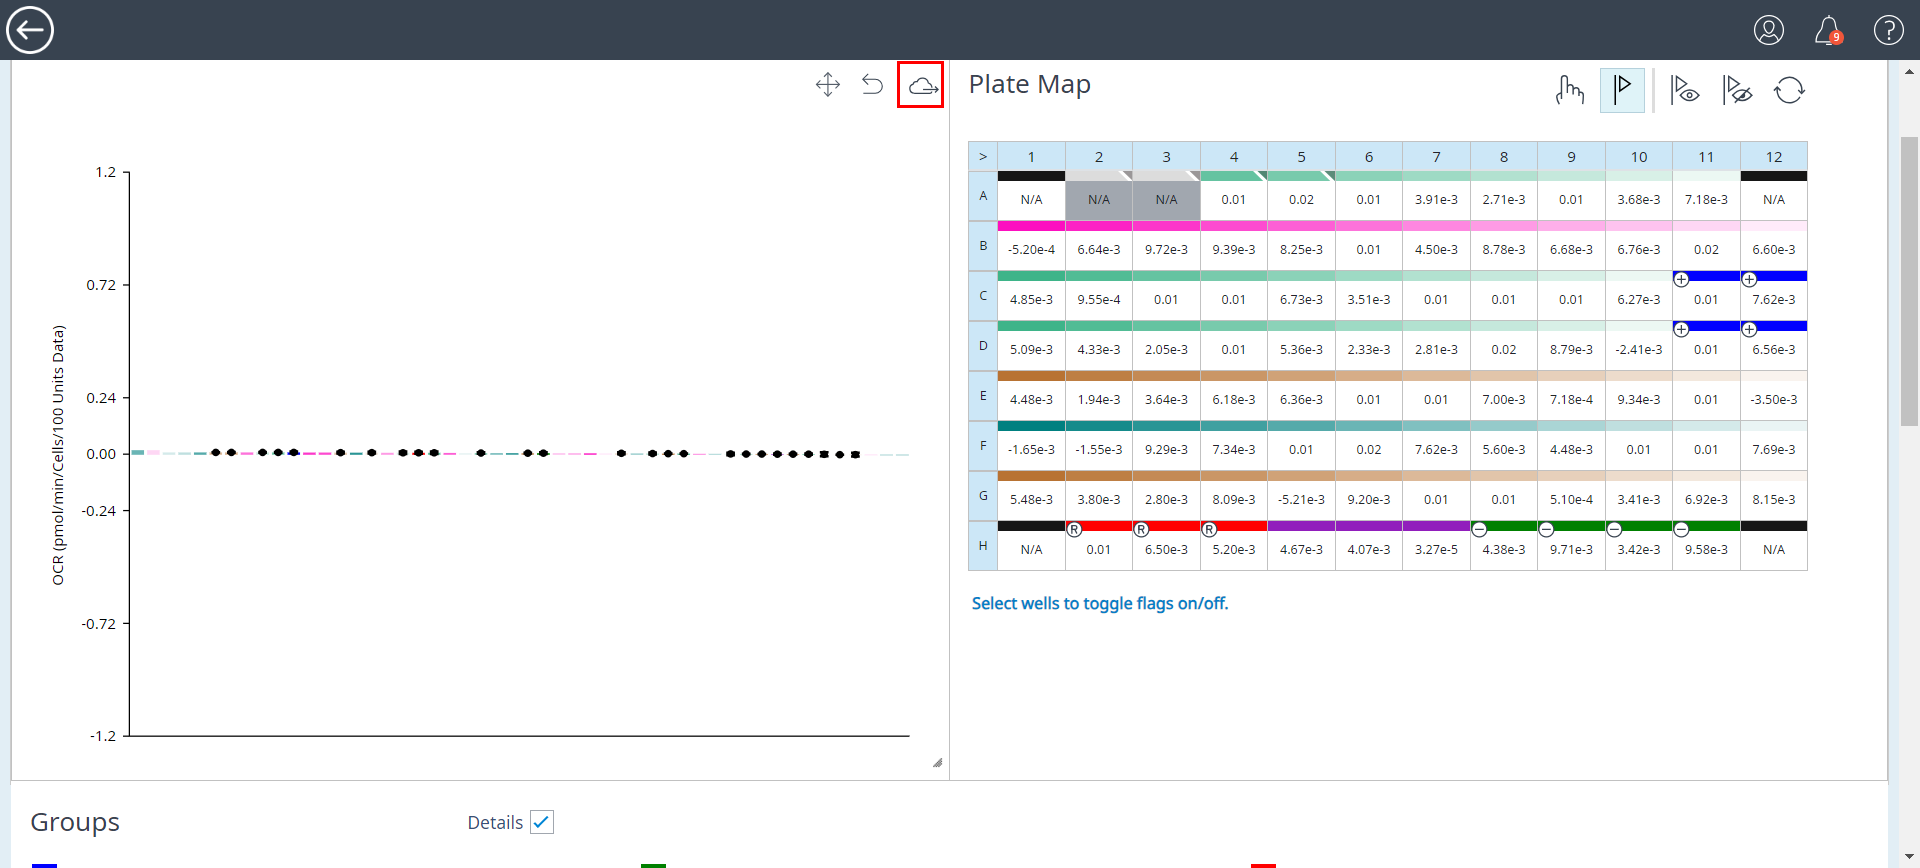 9
?
Plate Map
1.2
0.72
0.24
0.00
-0.24
-0.72
-1.2
OCR (pmol/min/Cells/100 Units Data)
> 1 2 3 4 5 6 7 8 9 10 11 12
A N/A N/A N/A 0.01 0.02 0.01 3.91e-3 2.71e-3 0.01 3.68e-3 7.18e-3 N/A
B -5.20e-4 6.64e-3 9.72e-3 9.39e-3 8.25e-3 0.01 4.50e-3 8.78e-3 6.68e-3 6.76e-3 0.02 6.60e-3
C 4.85e-3 9.55e-4 0.01 0.01 6.73e-3 3.51e-3 0.01 0.01 0.01 6.27e-3 0.01 7.62e-3
D 5.09e-3 4.33e-3 2.05e-3 0.01 5.36e-3 2.33e-3 2.81e-3 0.02 8.79e-3 -2.41e-3 0.01 6.56e-3
E 4.48e-3 1.94e-3 3.64e-3 6.18e-3 6.36e-3 0.01 0.01 7.00e-3 7.18e-4 9.34e-3 0.01 -3.50e-3
F -1.65e-3 -1.55e-3 9.29e-3 7.34e-3 0.01 0.02 7.62e-3 5.60e-3 4.48e-3 0.01 0.01 7.69e-3
G 5.48e-3 3.80e-3 2.80e-3 8.09e-3 -5.21e-3 9.20e-3 0.01 0.01 5.10e-4 3.41e-3 6.92e-3 8.15e-3
R R R
H N/A 0.01 6.50e-3 5.20e-3 4.67e-3 4.07e-3 3.27e-5 4.38e-3 9.71e-3 3.42e-3 9.58e-3 N/A
Select wells to toggle flags on/off.
Groups
Details